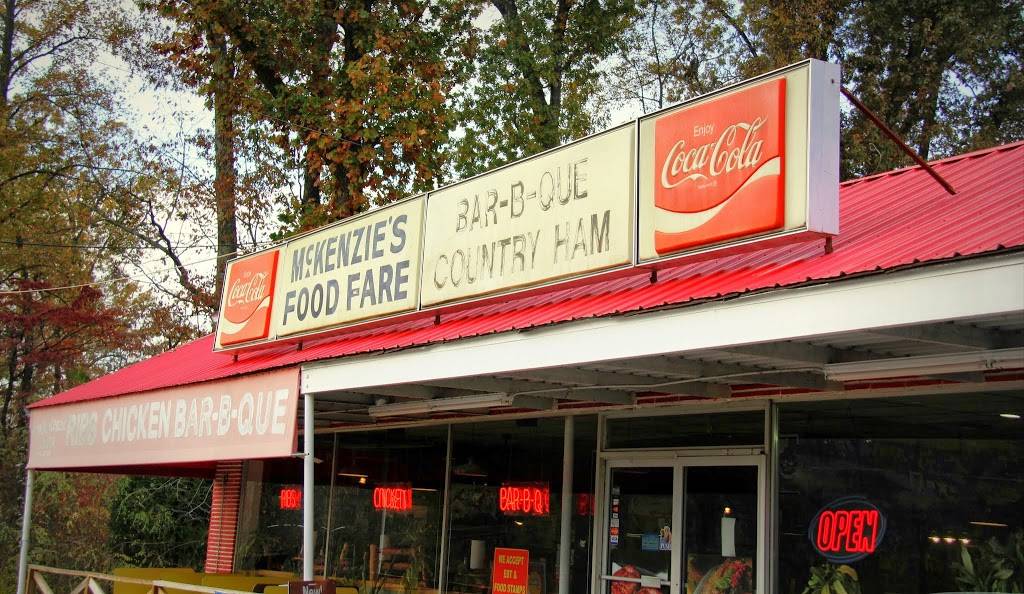 Enjoy
Coca-Cola
McKENZIE'S
FOOD FARE
BAR-B-QUE
COUNTRY HAM
Enjoy
Coca-Cola
RIBS CHICKEN BAR-B-QUE
RIBS
CHICKEN
BAR-B-Q
OPEN
WE ACCEPT
EBT &
FOOD STAMPS
New!